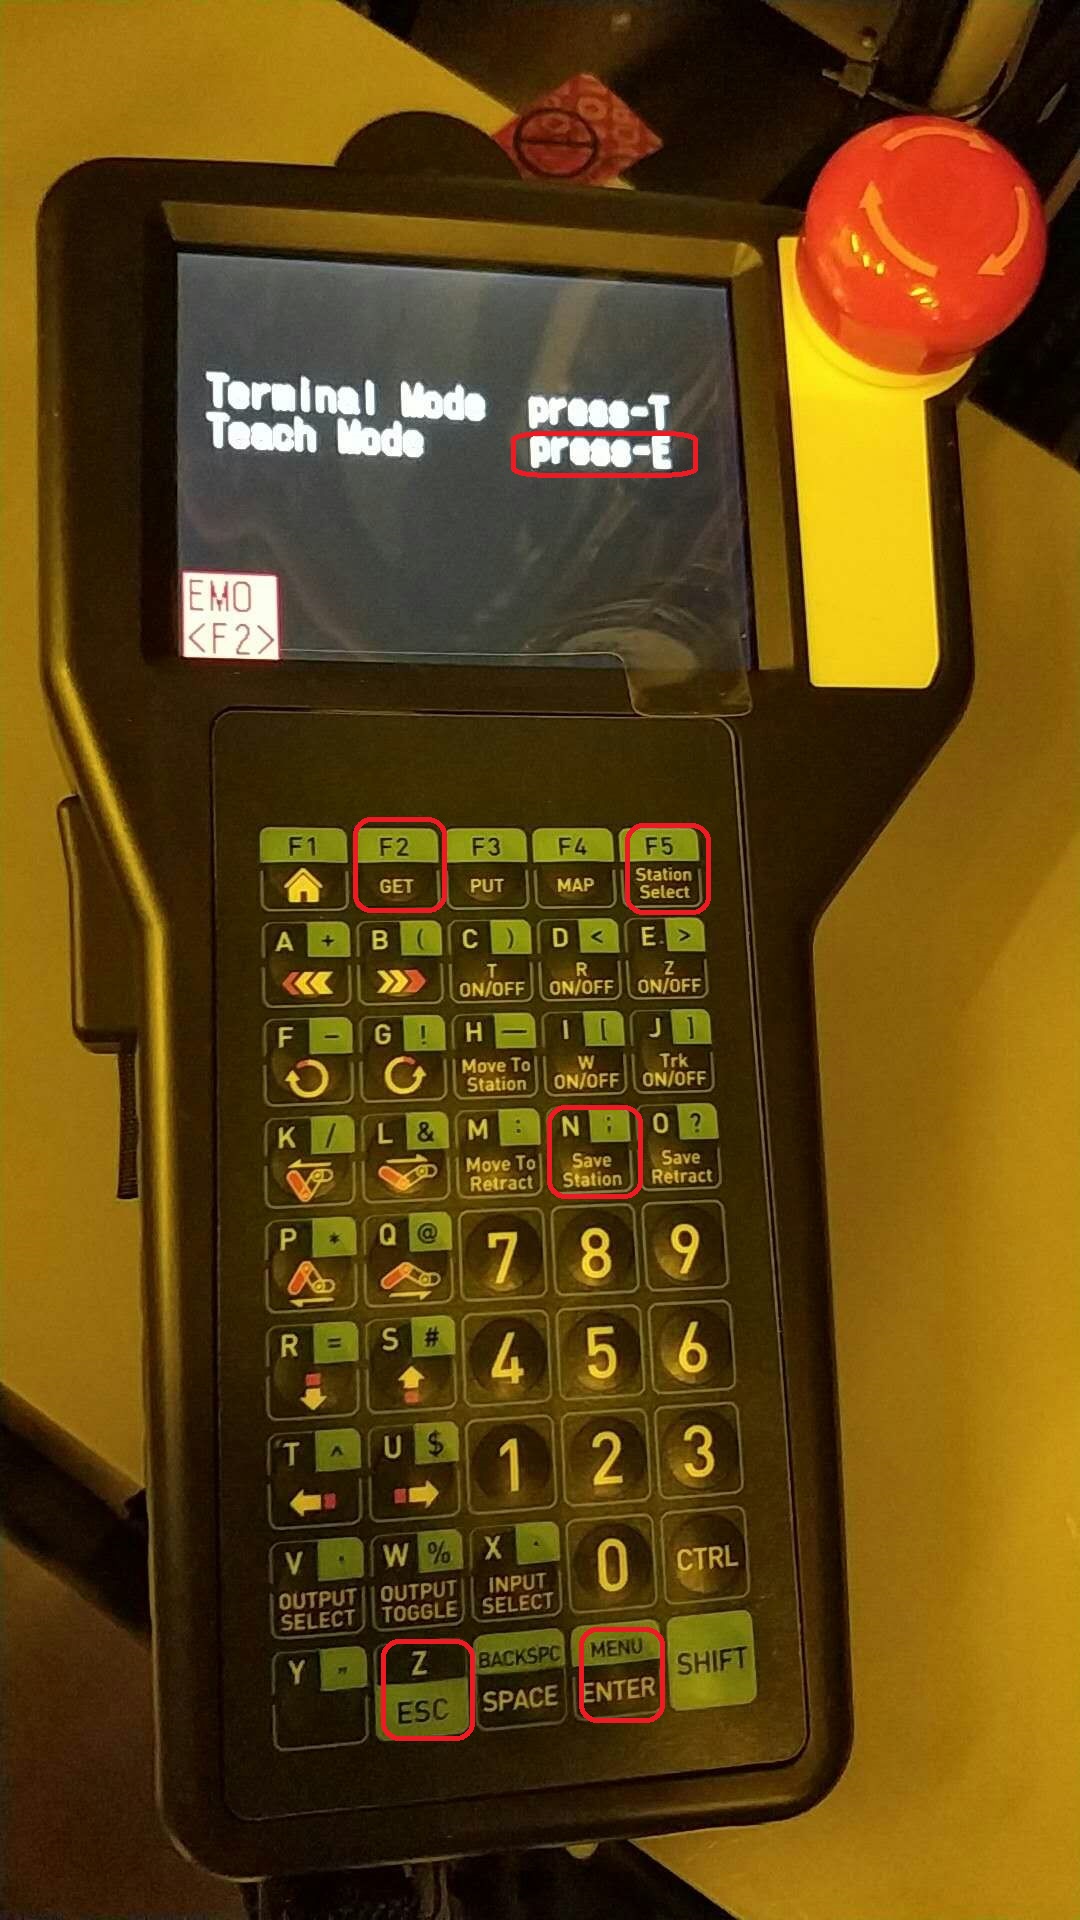 Terminal Mode press-T
Teach Mode press-E
EMO
<F2>
F1 F2 F3 F4 F5
GET PUT MAP Station Select
A + B ( C ) D < E >
T ON/OFF R ON/OFF Z ON/OFF
F − G ! H — I [ J ]
Move To Station W ON/OFF Trk ON/OFF
K / L & M : N ; O ?
Move To Retract Save Station Save Retract
P * Q @ 7 8 9
R = S # 4 5 6
T ^ U $ 1 2 3
V W % X 0 CTRL
OUTPUT SELECT OUTPUT TOGGLE INPUT SELECT
Y Z BACKSPC MENU SHIFT
ESC SPACE ENTER